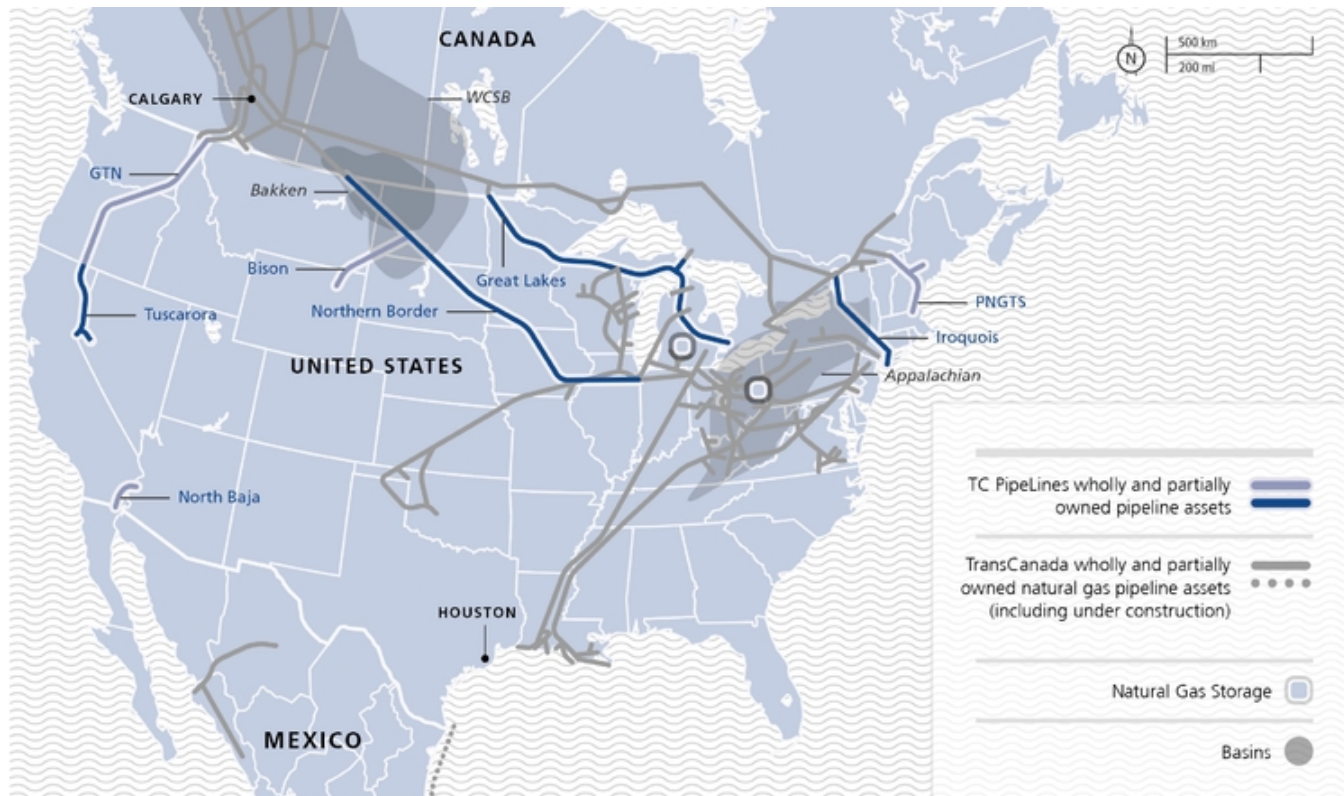 CANADA
N
500 km
200 mi
CALGARY
WCSB
GTN
Bakken
Bison
Great Lakes
Northern Border
Tuscarora
PNGTS
Iroquois
UNITED STATES
Appalachian
North Baja
HOUSTON
MEXICO
TC PipeLines wholly and partially
owned pipeline assets
TransCanada wholly and partially
owned natural gas pipeline assets
(including under construction)
Natural Gas Storage
Basins